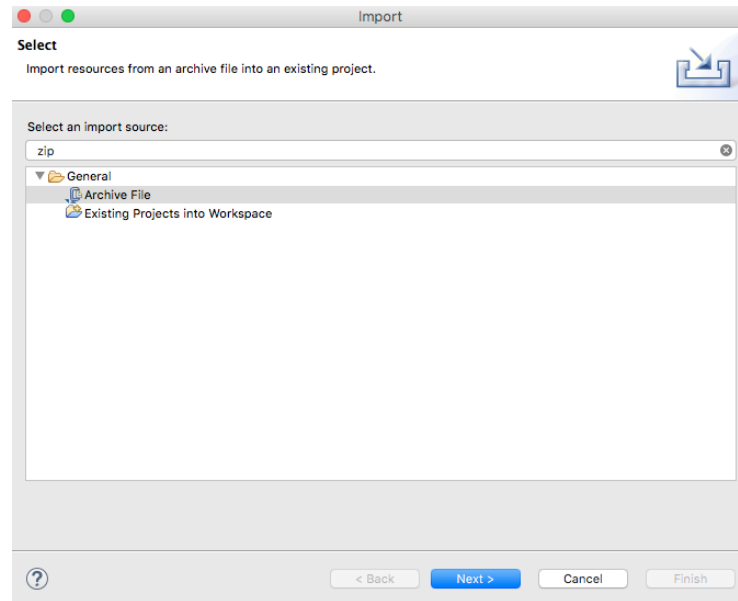 Import
Select
Import resources from an archive file into an existing project.
Select an import source:
zip
General
Archive File
Existing Projects into Workspace
?
< Back
Next >
Cancel
Finish